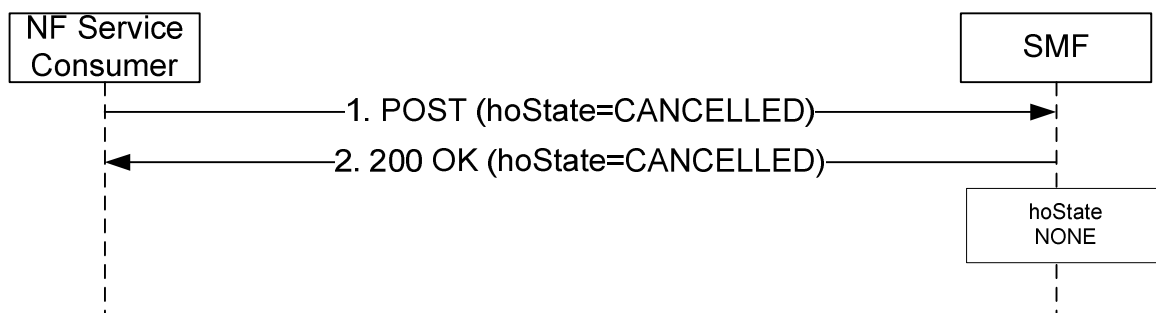 NF Service
Consumer
SMF
1. POST (hoState=CANCELLED)
2. 200 OK (hoState=CANCELLED)
hoState
NONE